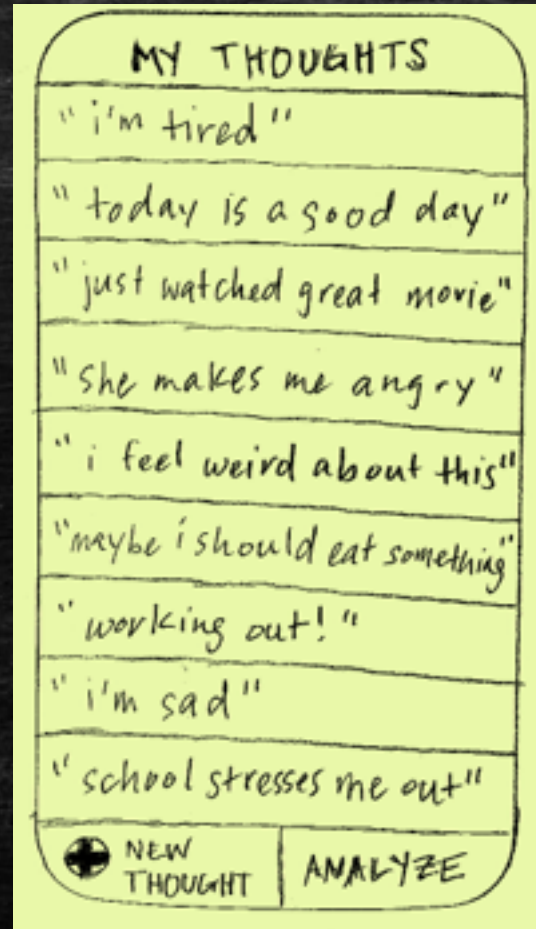 MY THOUGHTS
"i'm tired"
"today is a good day"
"just watched great movie"
"she makes me angry"
"i feel weird about this"
"maybe i should eat something"
"working out!"
"i'm sad"
"school stresses me out"
NEW
THOUGHT
ANALYZE